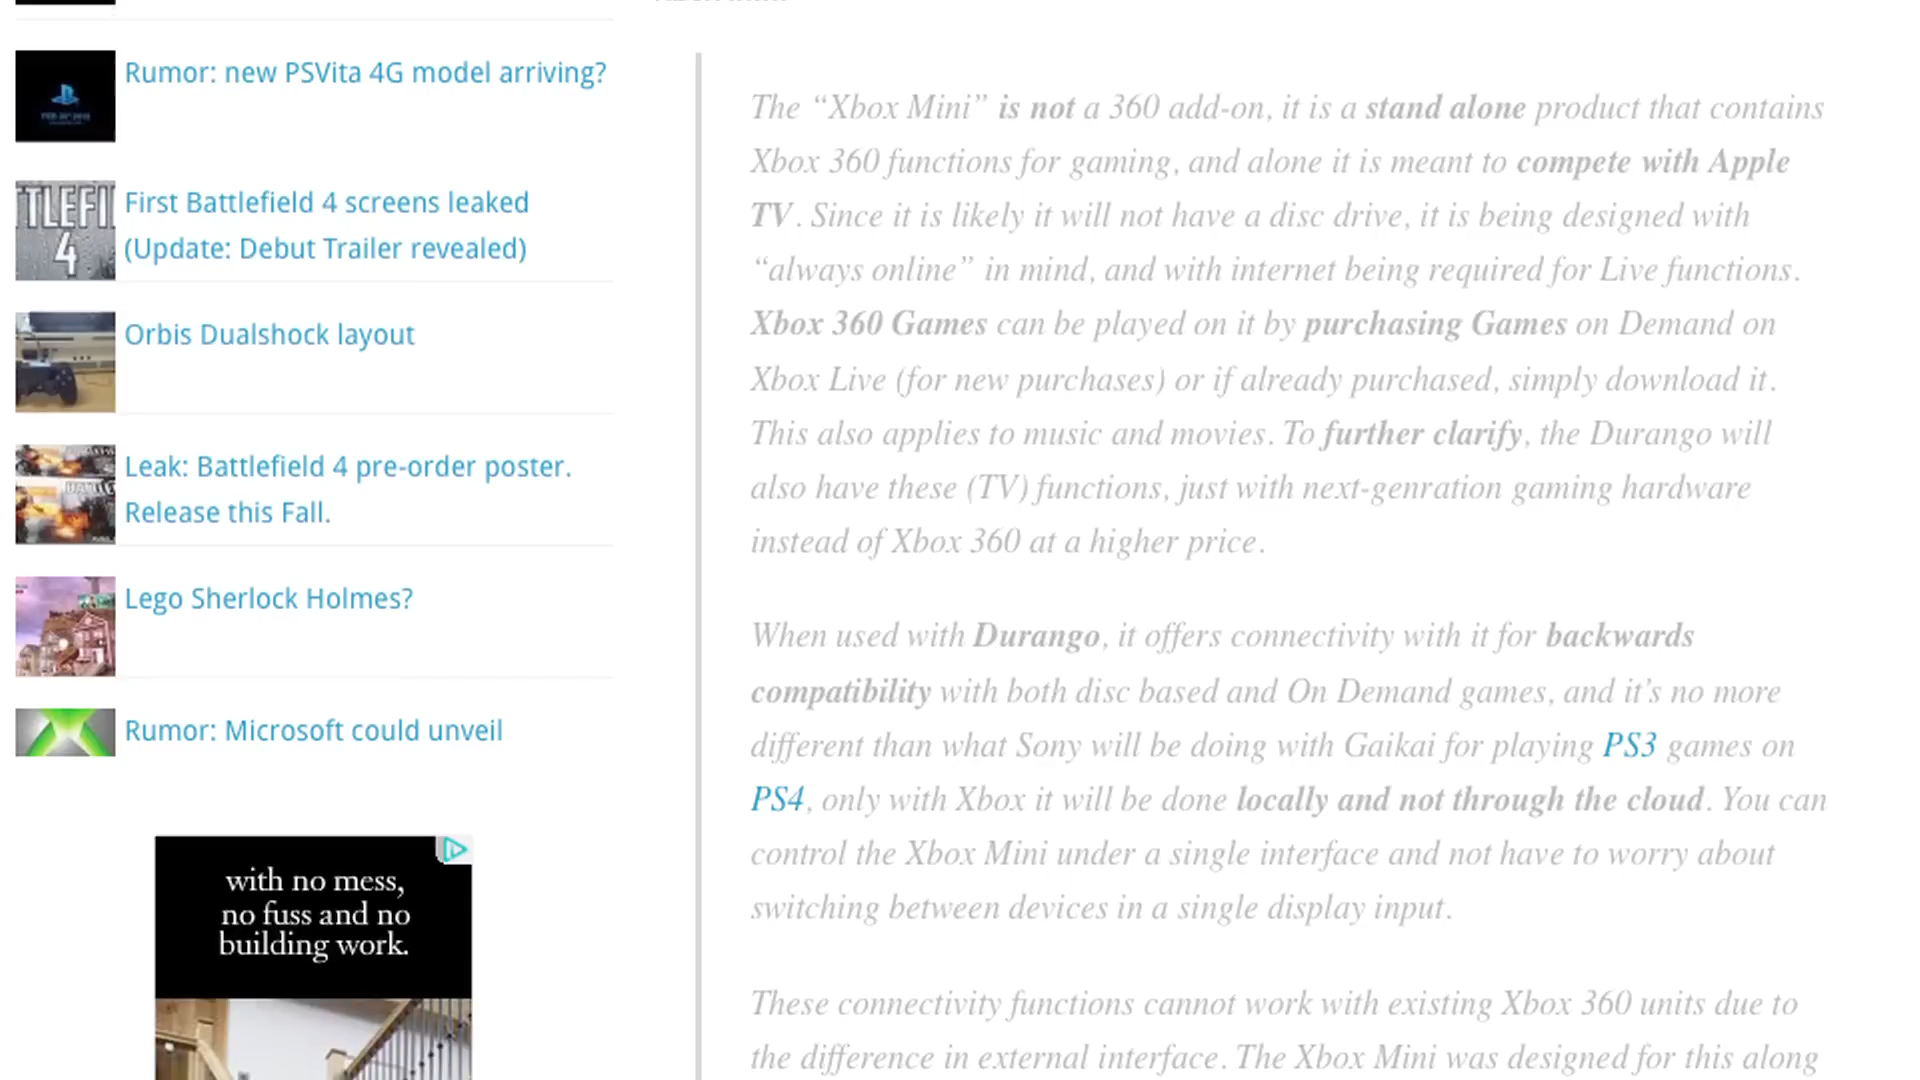 Rumor: new PSVita 4G model arriving?
First Battlefield 4 screens leaked
(Update: Debut Trailer revealed)
Orbis Dualshock layout
Leak: Battlefield 4 pre-order poster.
Release this Fall.
Lego Sherlock Holmes?
Rumor: Microsoft could unveil
with no mess,
no fuss and no
building work.
The “Xbox Mini” is not a 360 add-on, it is a stand alone product that contains
Xbox 360 functions for gaming, and alone it is meant to compete with Apple
TV. Since it is likely it will not have a disc drive, it is being designed with
“always online” in mind, and with internet being required for Live functions.
Xbox 360 Games can be played on it by purchasing Games on Demand on
Xbox Live (for new purchases) or if already purchased, simply download it.
This also applies to music and movies. To further clarify, the Durango will
also have these (TV) functions, just with next-genration gaming hardware
instead of Xbox 360 at a higher price.
When used with Durango, it offers connectivity with it for backwards
compatibility with both disc based and On Demand games, and it’s no more
different than what Sony will be doing with Gaikai for playing PS3 games on
PS4, only with Xbox it will be done locally and not through the cloud. You can
control the Xbox Mini under a single interface and not have to worry about
switching between devices in a single display input.
These connectivity functions cannot work with existing Xbox 360 units due to
the difference in external interface. The Xbox Mini was designed for this along